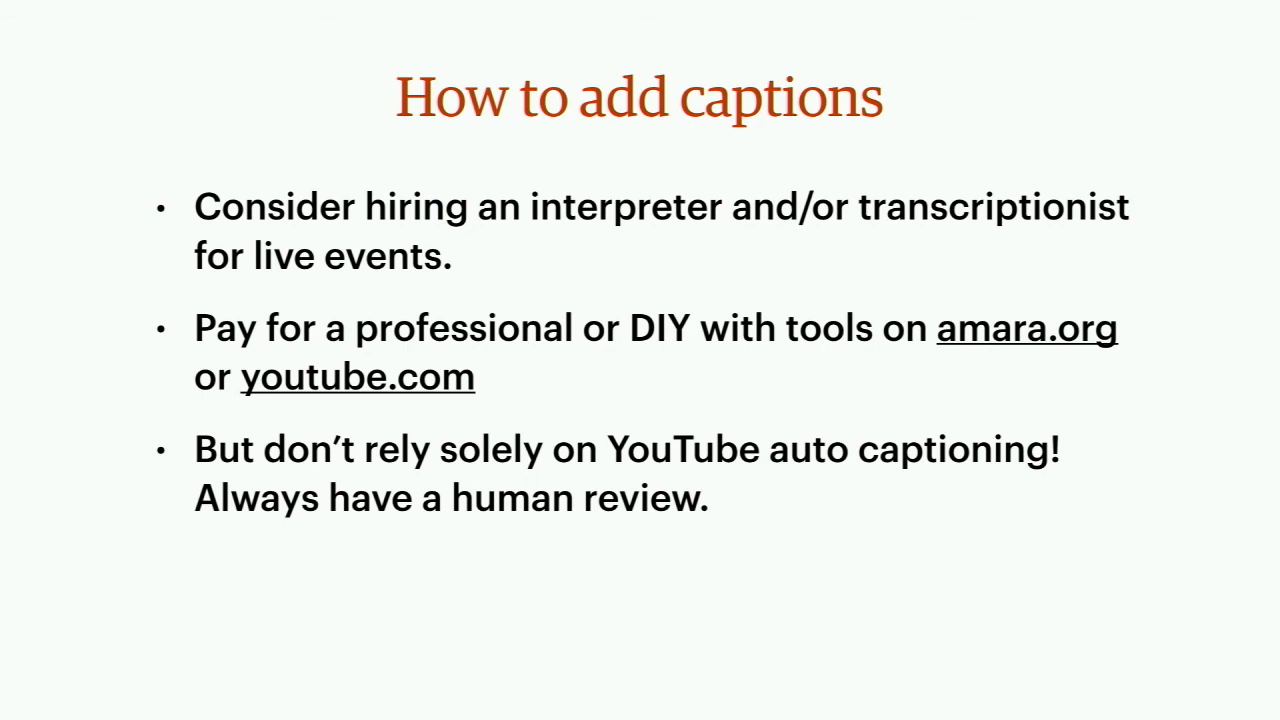 How to add captions
• Consider hiring an interpreter and/or transcriptionist
for live events.
• Pay for a professional or DIY with tools on amara.org
or youtube.com
• But don’t rely solely on YouTube auto captioning!
Always have a human review.